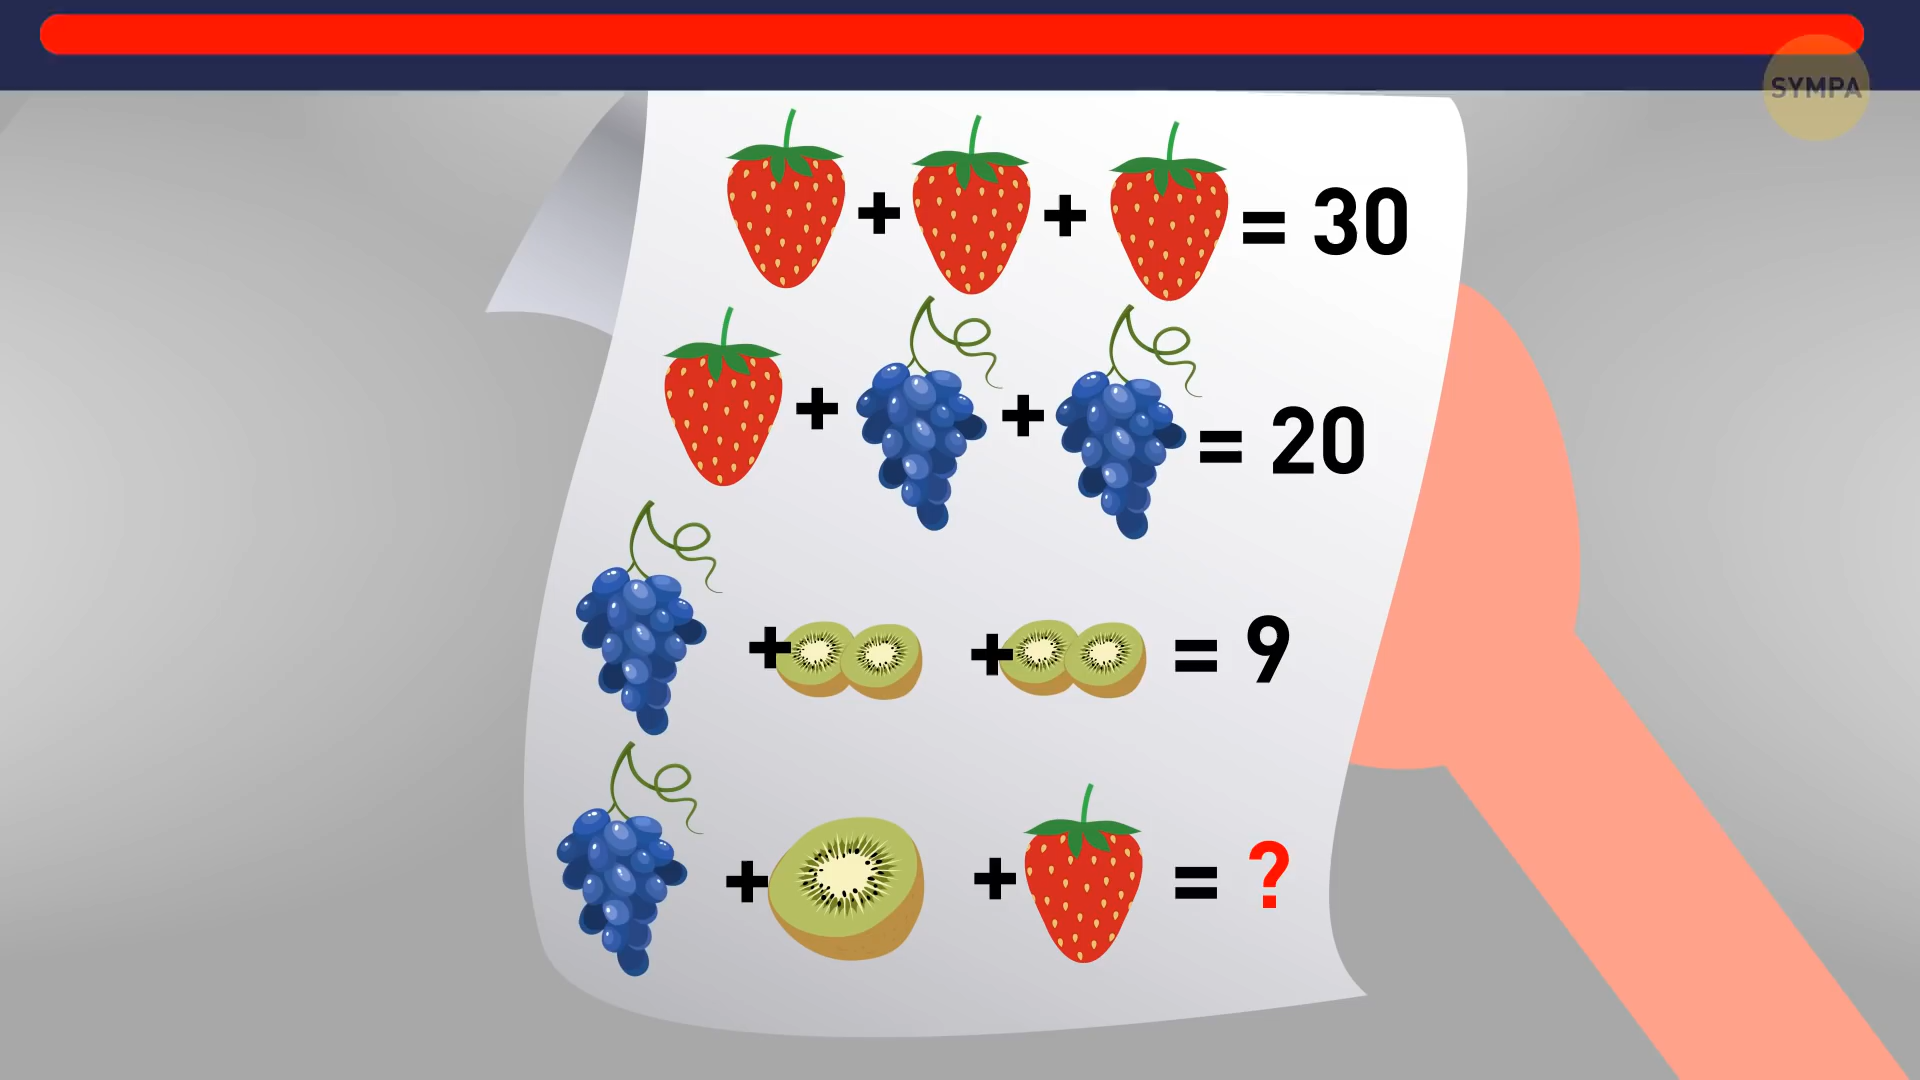 SYMPA
+ + = 30
+ + = 20
+ + = 9
+ + = ?